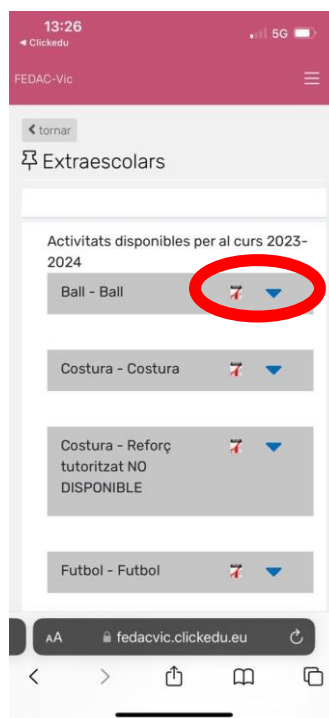 13:26
◀ Clickedu
5G
FEDAC-Vic
tornar
Extraescolars
Activitats disponibles per al curs 2023-
2024
Ball - Ball
Costura - Costura
Costura - Reforç
tutoritzat NO
DISPONIBLE
Futbol - Futbol
AA fedacvic.clickedu.eu